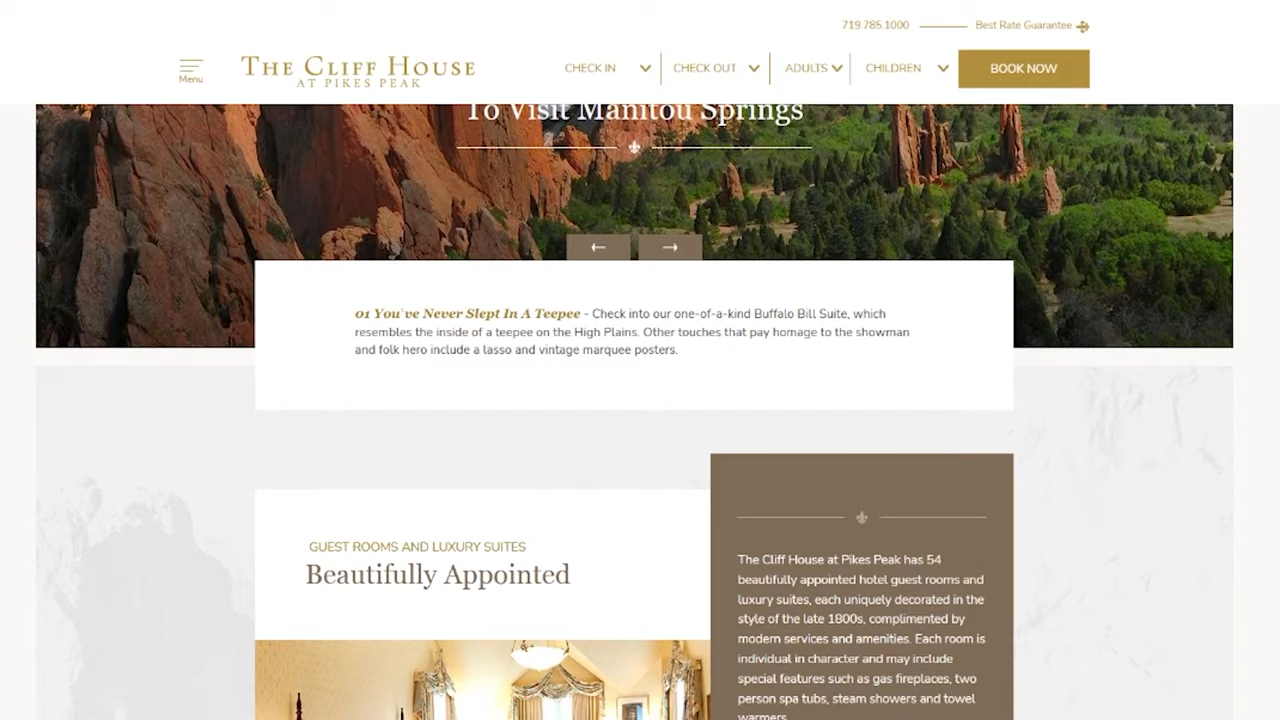 719.785.1000
Best Rate Guarantee
Menu
THE CLIFF HOUSE
AT PIKES PEAK
CHECK IN
CHECK OUT
ADULTS
CHILDREN
BOOK NOW
To Visit Manitou Springs
01 You've Never Slept In A Teepee - Check into our one-of-a-kind Buffalo Bill Suite, which
resembles the inside of a teepee on the High Plains. Other touches that pay homage to the showman
and folk hero include a lasso and vintage marquee posters.
GUEST ROOMS AND LUXURY SUITES
Beautifully Appointed
The Cliff House at Pikes Peak has 54
beautifully appointed hotel guest rooms and
luxury suites, each uniquely decorated in the
style of the late 1800s, complimented by
modern services and amenities. Each room is
individual in character and may include
special features such as gas fireplaces, two
person spa tubs, steam showers and towel
warmers.